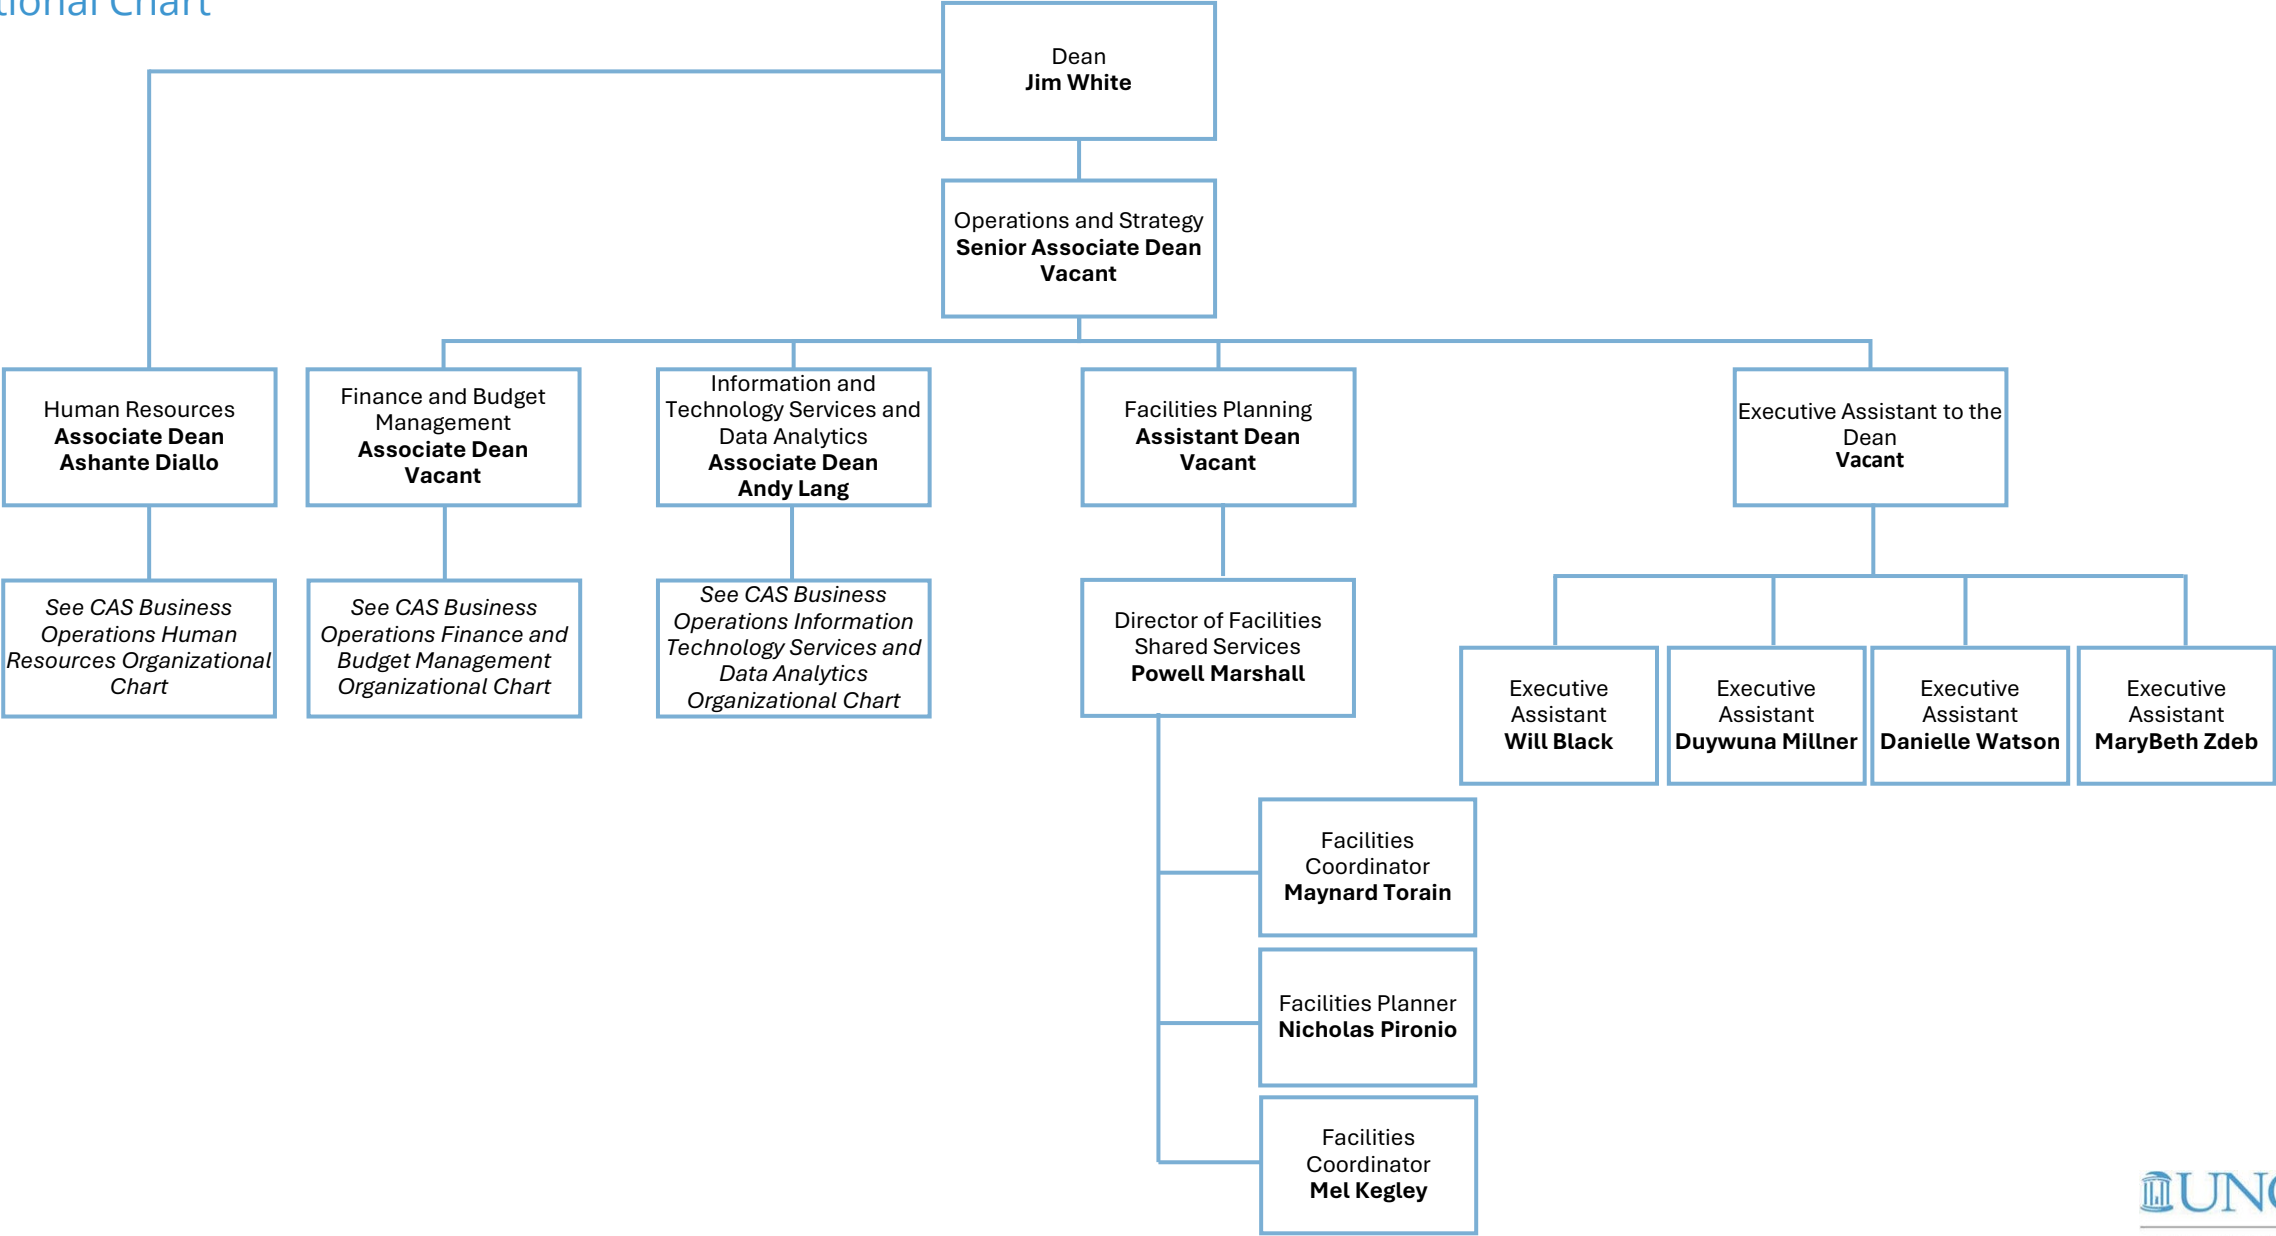 tional Chart
Dean
Jim White
Operations and Strategy
Senior Associate Dean
Vacant
Human Resources
Associate Dean
Ashante Diallo
Finance and Budget
Management
Associate Dean
Vacant
Information and
Technology Services and
Data Analytics
Associate Dean
Andy Lang
Facilities Planning
Assistant Dean
Vacant
Executive Assistant to the
Dean
Vacant
See CAS Business
Operations Human
Resources Organizational
Chart
See CAS Business
Operations Finance and
Budget Management
Organizational Chart
See CAS Business
Operations Information
Technology Services and
Data Analytics
Organizational Chart
Director of Facilities
Shared Services
Powell Marshall
Executive
Assistant
Will Black
Executive
Assistant
Duywuna Millner
Executive
Assistant
Danielle Watson
Executive
Assistant
MaryBeth Zdeb
Facilities
Coordinator
Maynard Torain
Facilities Planner
Nicholas Pironio
Facilities
Coordinator
Mel Kegley
UNC